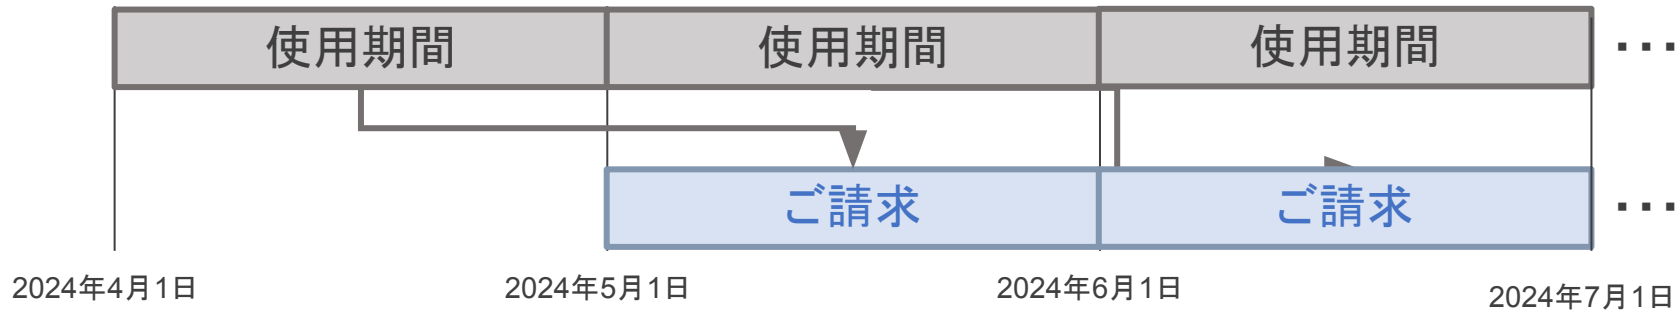 使用期間 使用期間 使用期間 ・・・
ご請求 ご請求 ・・・
2024年4月1日 2024年5月1日 2024年6月1日 2024年7月1日